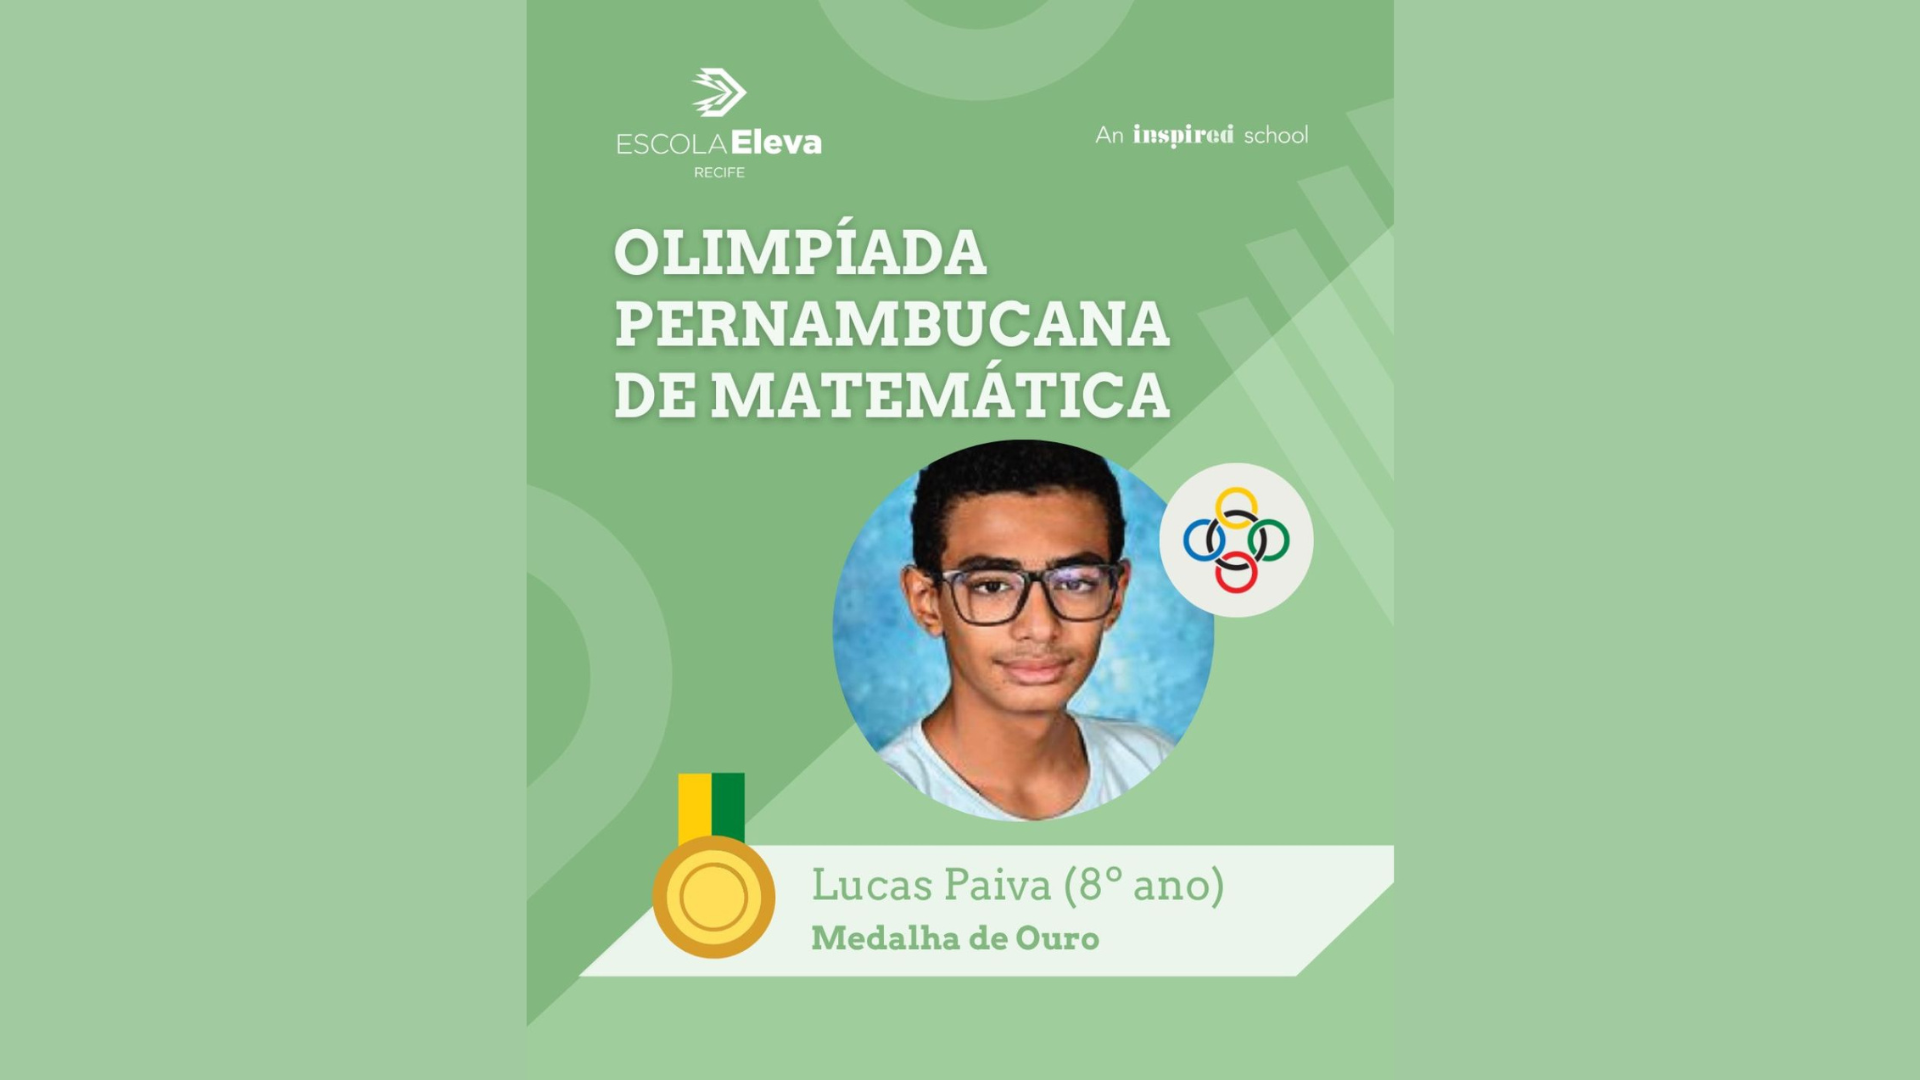 ESCOLA Eleva
RECIFE
An inspired school
OLIMPÍADA
PERNAMBUCANA
DE MATEMÁTICA
Lucas Paiva (8º ano)
Medalha de Ouro